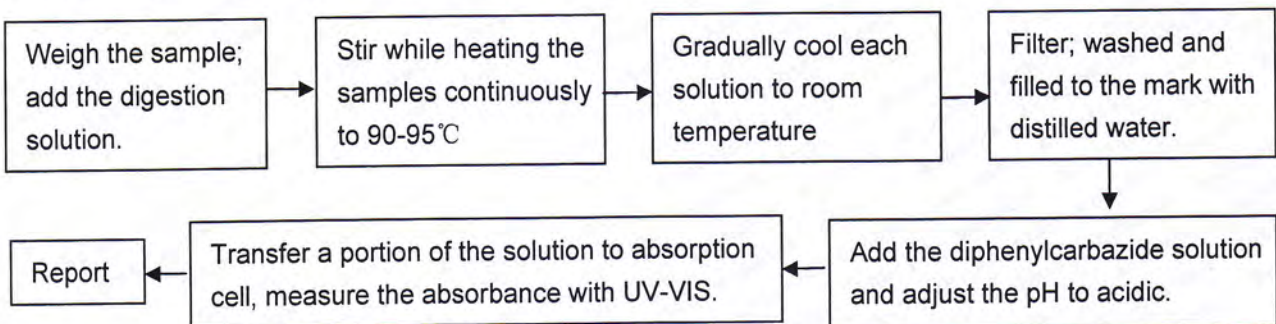 Weigh the sample;
add the digestion
solution.
Stir while heating the
samples continuously
to 90-95℃
Gradually cool each
solution to room
temperature
Filter; washed and
filled to the mark with
distilled water.
Add the diphenylcarbazide solution
and adjust the pH to acidic.
Transfer a portion of the solution to absorption
cell, measure the absorbance with UV-VIS.
Report